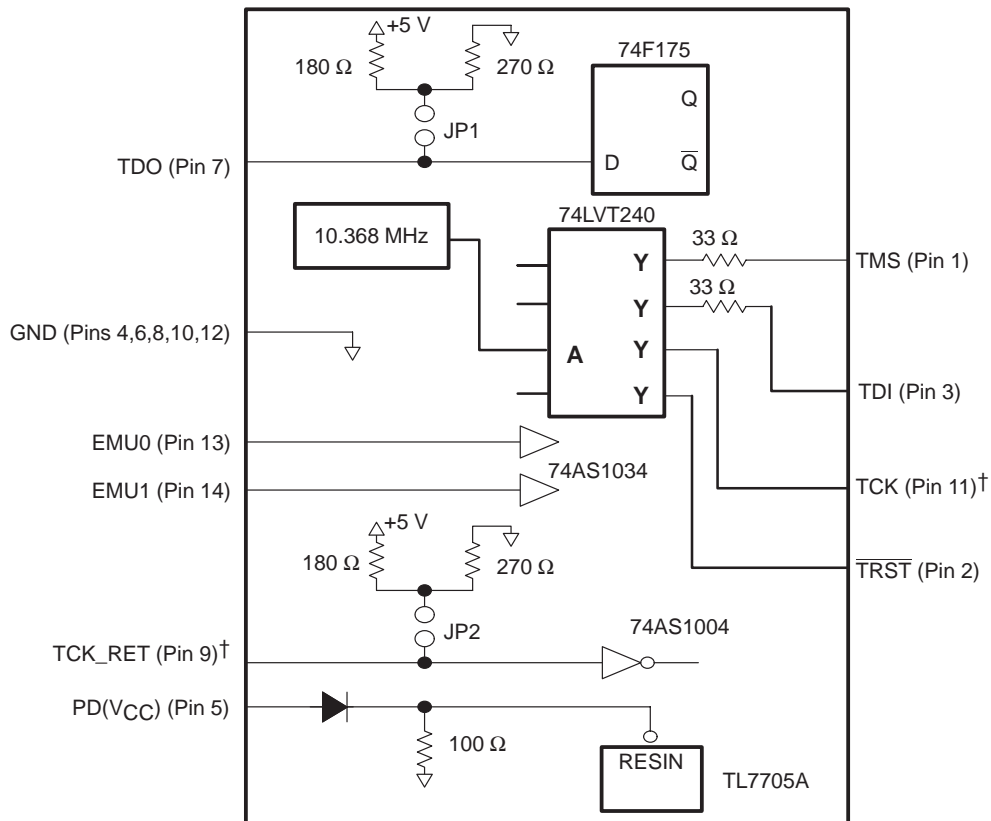 +5 V
180 Ω
270 Ω
74F175
Q
JP1
TDO (Pin 7)
D
Q̅
74LVT240
10.368 MHz
33 Ω
Y
TMS (Pin 1)
33 Ω
Y
GND (Pins 4,6,8,10,12)
A
Y
Y
TDI (Pin 3)
EMU0 (Pin 13)
74AS1034
EMU1 (Pin 14)
TCK (Pin 11)†
+5 V
180 Ω
270 Ω
T̅R̅S̅T̅ (Pin 2)
JP2
74AS1004
TCK_RET (Pin 9)†
PD(VCC) (Pin 5)
100 Ω
RESIN
TL7705A